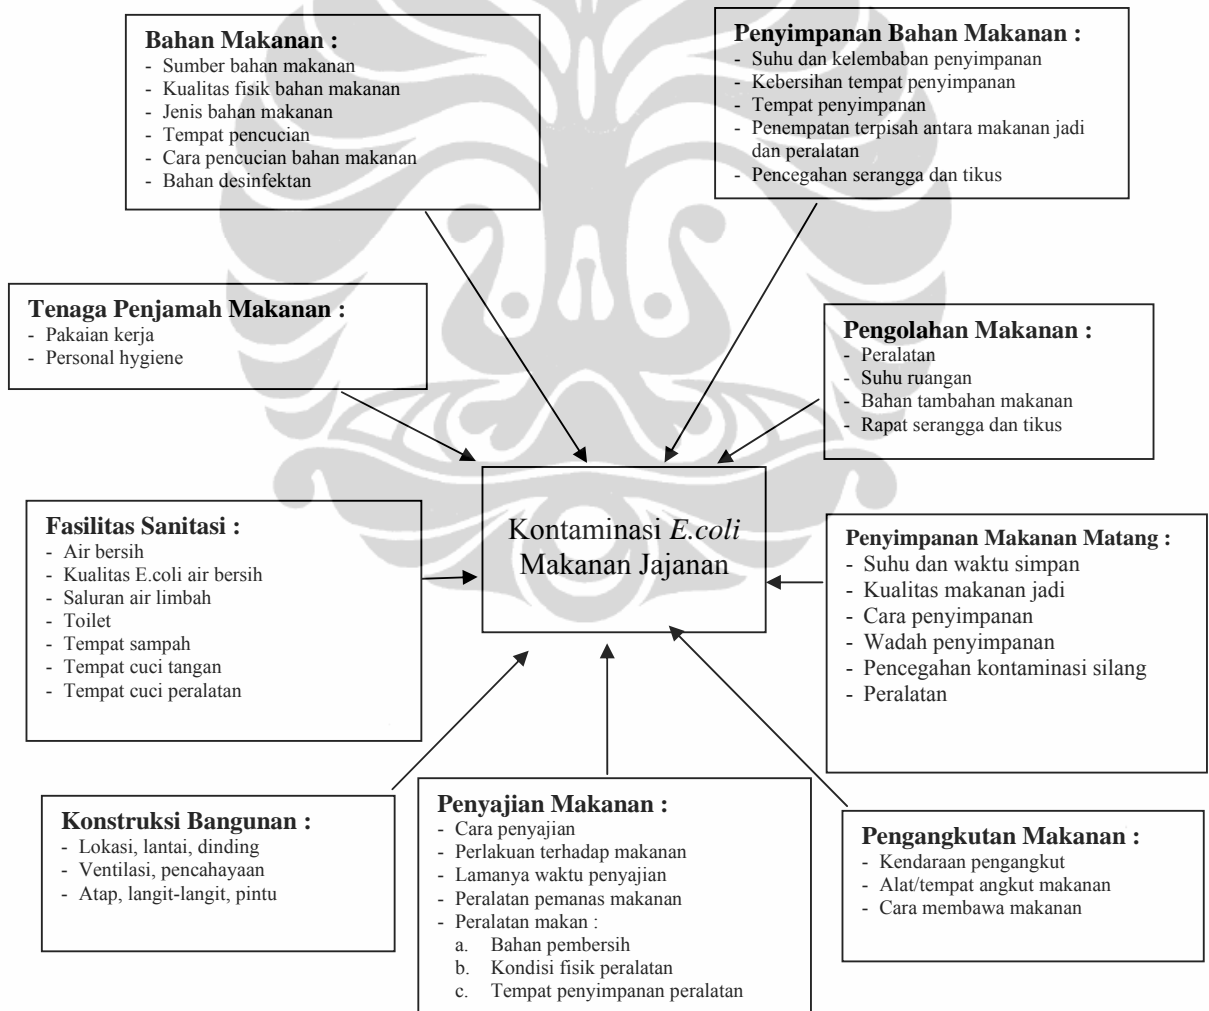 Bahan Makanan :
- Sumber bahan makanan
- Kualitas fisik bahan makanan
- Jenis bahan makanan
- Tempat pencucian
- Cara pencucian bahan makanan
- Bahan desinfektan
Penyimpanan Bahan Makanan :
- Suhu dan kelembaban penyimpanan
- Kebersihan tempat penyimpanan
- Tempat penyimpanan
- Penempatan terpisah antara makanan jadi
dan peralatan
- Pencegahan serangga dan tikus
Tenaga Penjamah Makanan :
- Pakaian kerja
- Personal hygiene
Pengolahan Makanan :
- Peralatan
- Suhu ruangan
- Bahan tambahan makanan
- Rapat serangga dan tikus
Kontaminasi E.coli
Makanan Jajanan
Fasilitas Sanitasi :
- Air bersih
- Kualitas E.coli air bersih
- Saluran air limbah
- Toilet
- Tempat sampah
- Tempat cuci tangan
- Tempat cuci peralatan
Penyimpanan Makanan Matang :
- Suhu dan waktu simpan
- Kualitas makanan jadi
- Cara penyimpanan
- Wadah penyimpanan
- Pencegahan kontaminasi silang
- Peralatan
Konstruksi Bangunan :
- Lokasi, lantai, dinding
- Ventilasi, pencahayaan
- Atap, langit-langit, pintu
Penyajian Makanan :
- Cara penyajian
- Perlakuan terhadap makanan
- Lamanya waktu penyajian
- Peralatan pemanas makanan
- Peralatan makan :
a. Bahan pembersih
b. Kondisi fisik peralatan
c. Tempat penyimpanan peralatan
Pengangkutan Makanan :
- Kendaraan pengangkut
- Alat/tempat angkut makanan
- Cara membawa makanan